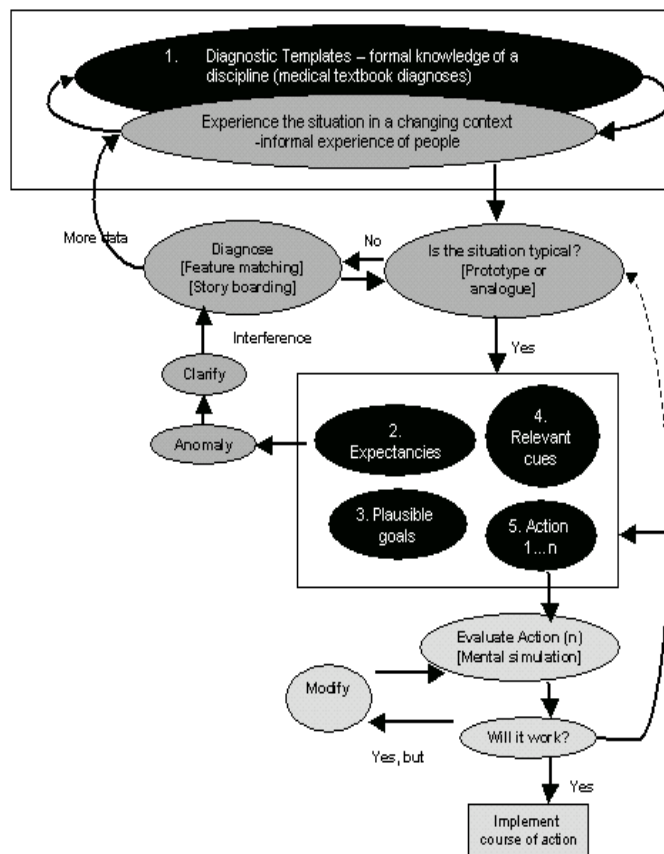 1. Diagnostic Templates – formal knowledge of a
discipline (medical textbook diagnoses)
Experience the situation in a changing context
-informal experience of people
More data
Diagnose
[Feature matching]
[Story boarding]
No
Is the situation typical?
[Prototype or
analogue]
Interference
Yes
Clarify
Anomaly
2.
Expectancies
4.
Relevant
cues
3. Plausible
goals
5. Action
1...n
Evaluate Action (n)
[Mental simulation]
Modify
Will it work?
Yes, but
Yes
Implement
course of action